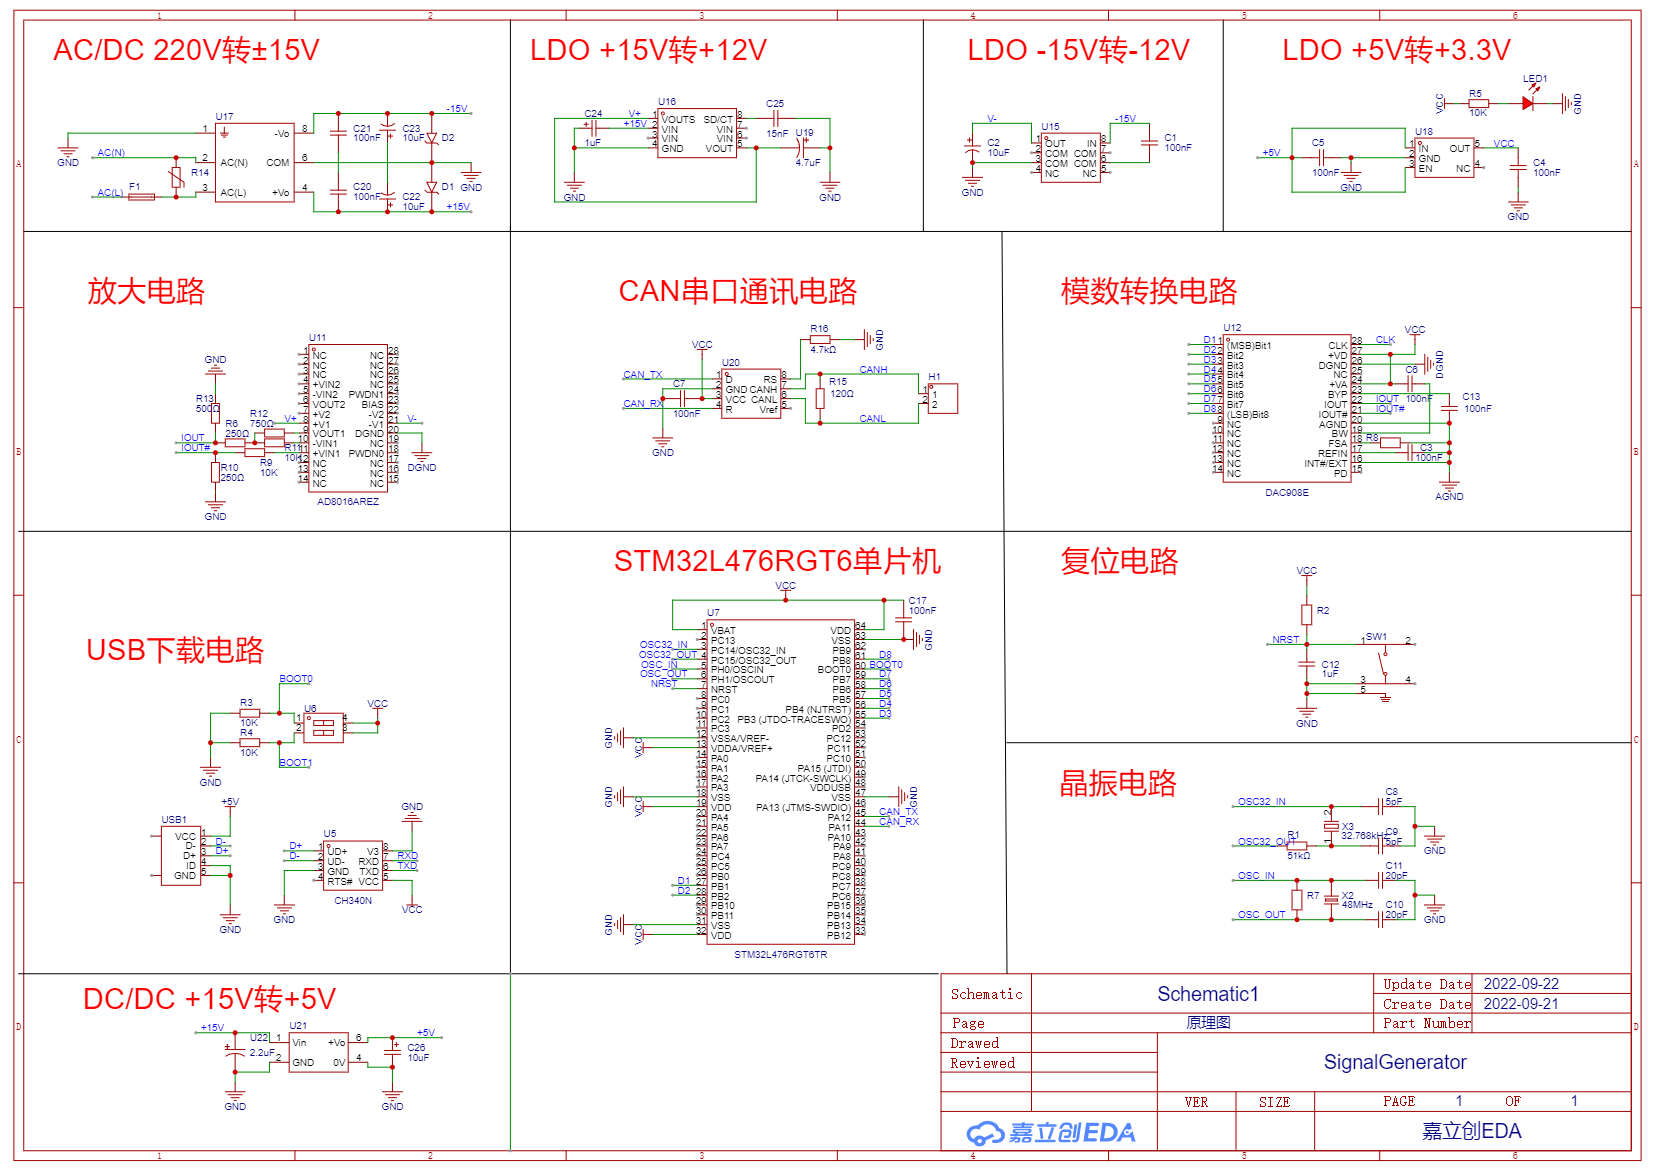 1 2 3 4 5 6
AC/DC 220V转±15V
LDO +15V转+12V
LDO -15V转-12V
LDO +5V转+3.3V
U17
1 -Vo 8
AC(N) 2 AC(N) COM 6
AC(L) 3 AC(L) +Vo 4
F1
R14
GND
-15V
C21 100nF
C23 10uF
D2
C20 100nF
C22 10uF
D1
+15V
GND
C24
1uF
V+
+15V
U16
VOUTS SD/CT
VIN VIN
VIN VIN
GND VOUT
C25
15nF
U19
4.7uF
GND
GND
V-
C2
10uF
GND
U15
OUT IN
COM COM
COM COM
NC NC
-15V
C1
100nF
VCC
R5
10K
LED1
GND
+5V
C5
100nF
GND
U18
IN OUT
GND
EN NC
VCC
C4
100nF
GND
放大电路
CAN串口通讯电路
模数转换电路
U11
NC NC
NC NC
NC NC
+VIN2 NC
-VIN2 PWDN1
VOUT2 BIAS
+V2 -V2
+V1 -V1
VOUT1 DGND
-VIN1 NC
+VIN1 PWDN0
NC NC
NC NC
NC NC
AD8016AREZ
GND
R13
500Ω
R12
750Ω
V+
R6
250Ω
IOUT
IOUT#
R11
10K
R9
10K
R10
250Ω
GND
V-
DGND
VCC
U20
CAN_TX
CAN_RX
C7
100nF
GND
D RS
GND CANH
VCC CANL
R Vref
R16
4.7kΩ
GND
R15
120Ω
CANH
CANL
H1
1
2
U12
D1 (MSB)Bit1 CLK
D2 Bit2 +VD
D3 Bit3 DGND
D4 Bit4 NC
D5 Bit5 +VA
D6 Bit6 BYP
D7 Bit7 IOUT
D8 (LSB)Bit8 IOUT#
NC AGND
NC BW
NC FSA
NC REFIN
NC INT#/EXT
NC PD
DAC908E
CLK
VCC
DGND
C6
100nF
IOUT
IOUT#
C13
100nF
R8
C3
100nF
AGND
USB下载电路
STM32L476RGT6单片机
复位电路
BOOT0
R3
10K
R4
10K
BOOT1
U6
VCC
GND
USB1
VCC
D-
D+
ID
GND
+5V
D-
D+
GND
U5
D+ UD+ V3
D- UD- RXD RXD
GND TXD TXD
RTS# VCC
CH340N
GND
GND
VCC
VCC
U7
C17
100nF
GND
VBAT VDD
PC13 VSS
OSC32_IN PC14/OSC32_IN PB9
OSC32_OUT PC15/OSC32_OUT PB8 D8
OSC_IN PH0/OSCIN BOOT0 BOOT0
OSC_OUT PH1/OSCOUT PB7 D7
NRST NRST PB6 D6
PC0 PB5 D5
PC1 PB4 (NJTRST) D4
PC2 PB3 (JTDO-TRACESWO) D3
PC3 PD2
GND VSSA/VREF- PC12
VCC VDDA/VREF+ PC11
PA0 PC10
PA1 PA15 (JTDI)
PA2 PA14 (JTCK-SWCLK)
PA3 VDDUSB
GND VSS VSS GND
VCC VDD PA13 (JTMS-SWDIO)
PA4 PA12 CAN_TX
PA5 PA11 CAN_RX
PA6 PA10
PA7 PA9
PC4 PA8
PC5 PC9
PB0 PC8
D1 PB1 PC7
D2 PB2 PC6
PB10 PB15
PB11 PB14
GND VSS PB13
VCC VDD PB12
STM32L476RGT6TR
VCC
R2
NRST
SW1
1 2
3 4
5
C12
1uF
GND
晶振电路
OSC32_IN
OSC32_OUT
R1
51kΩ
X3
32.768kHz
C8
5pF
C9
5pF
GND
OSC_IN
OSC_OUT
R7
X2
48MHz
C11
20pF
C10
20pF
GND
DC/DC +15V转+5V
+15V
U22
2.2uF
GND
U21
1 Vin +Vo 6
2 GND 0V 4
+5V
C26
10uF
GND
Schematic Schematic1 Update Date 2022-09-22
Create Date 2022-09-21
Page 原理图 Part Number
Drawed
Reviewed
SignalGenerator
VER SIZE PAGE 1 OF 1
嘉立创EDA
嘉立创EDA
1 2 3 4 5 6